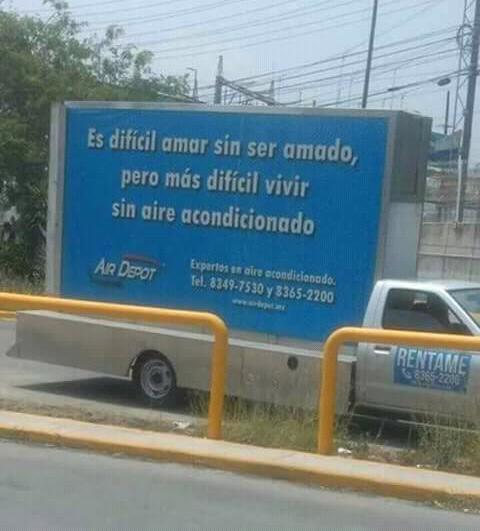 Es difícil amar sin ser amado,
pero más difícil vivir
sin aire acondicionado
AIR DEPOT
Expertos en aire acondicionado.
Tel. 8349-7530 y 8365-2200
www.air-depot.mx
RENTAME
8365-2200